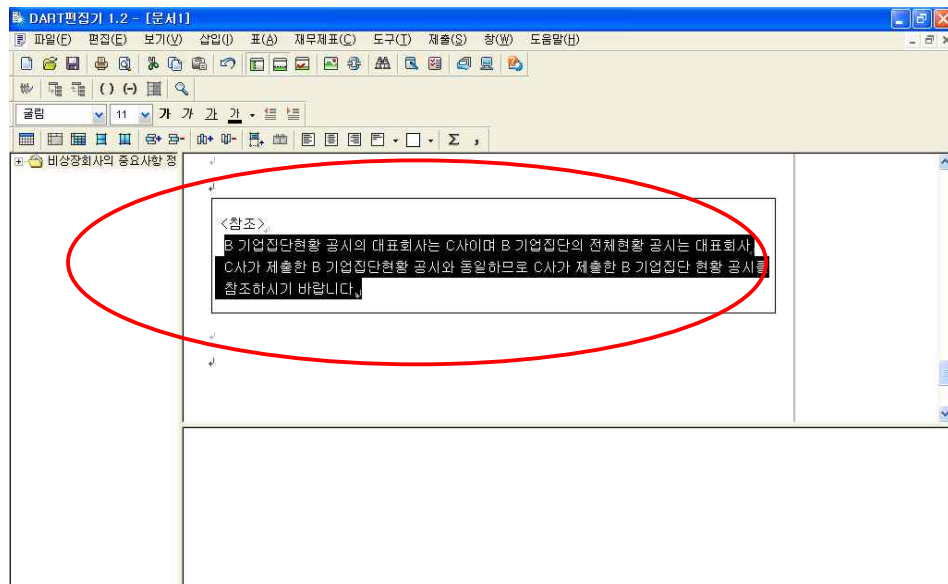 DART편집기 1.2 - [문서1]
파일(F) 편집(E) 보기(V) 삽입(I) 표(A) 재무제표(C) 도구(T) 제출(S) 창(W) 도움말(H)
굴림 11 가 가 가 가
비상장회사의 중요사항 정
<참조>
B 기업집단현황 공시의 대표회사는 C사이며 B 기업집단의 전체현황 공시는 대표회사
C사가 제출한 B 기업집단현황 공시와 동일하므로 C사가 제출한 B 기업집단 현황 공시를
참조하시기 바랍니다.